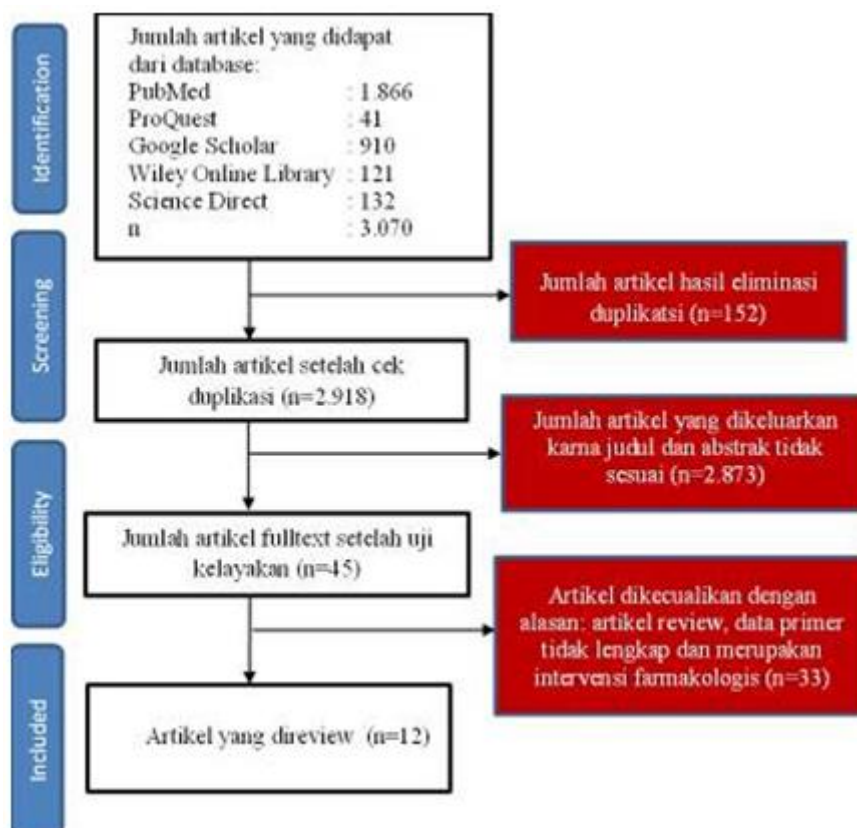 Identification
Jumlah artikel yang didapat
dari database:
PubMed : 1.866
ProQuest : 41
Google Scholar : 910
Wiley Online Library : 121
Science Direct : 132
n : 3.070
Screening
Jumlah artikel hasil eliminasi
duplikatsi (n=152)
Jumlah artikel setelah cek
duplikasi (n=2.918)
Jumlah artikel yang dikeluarkan
karna judul dan abstrak tidak
sesuai (n=2.873)
Eligibility
Jumlah artikel fulltext setelah uji
kelayakan (n=45)
Artikel dikecualikan dengan
alasan: artikel review, data primer
tidak lengkap dan merupakan
intervensi farmakologis (n=33)
Included
Artikel yang direview (n=12)